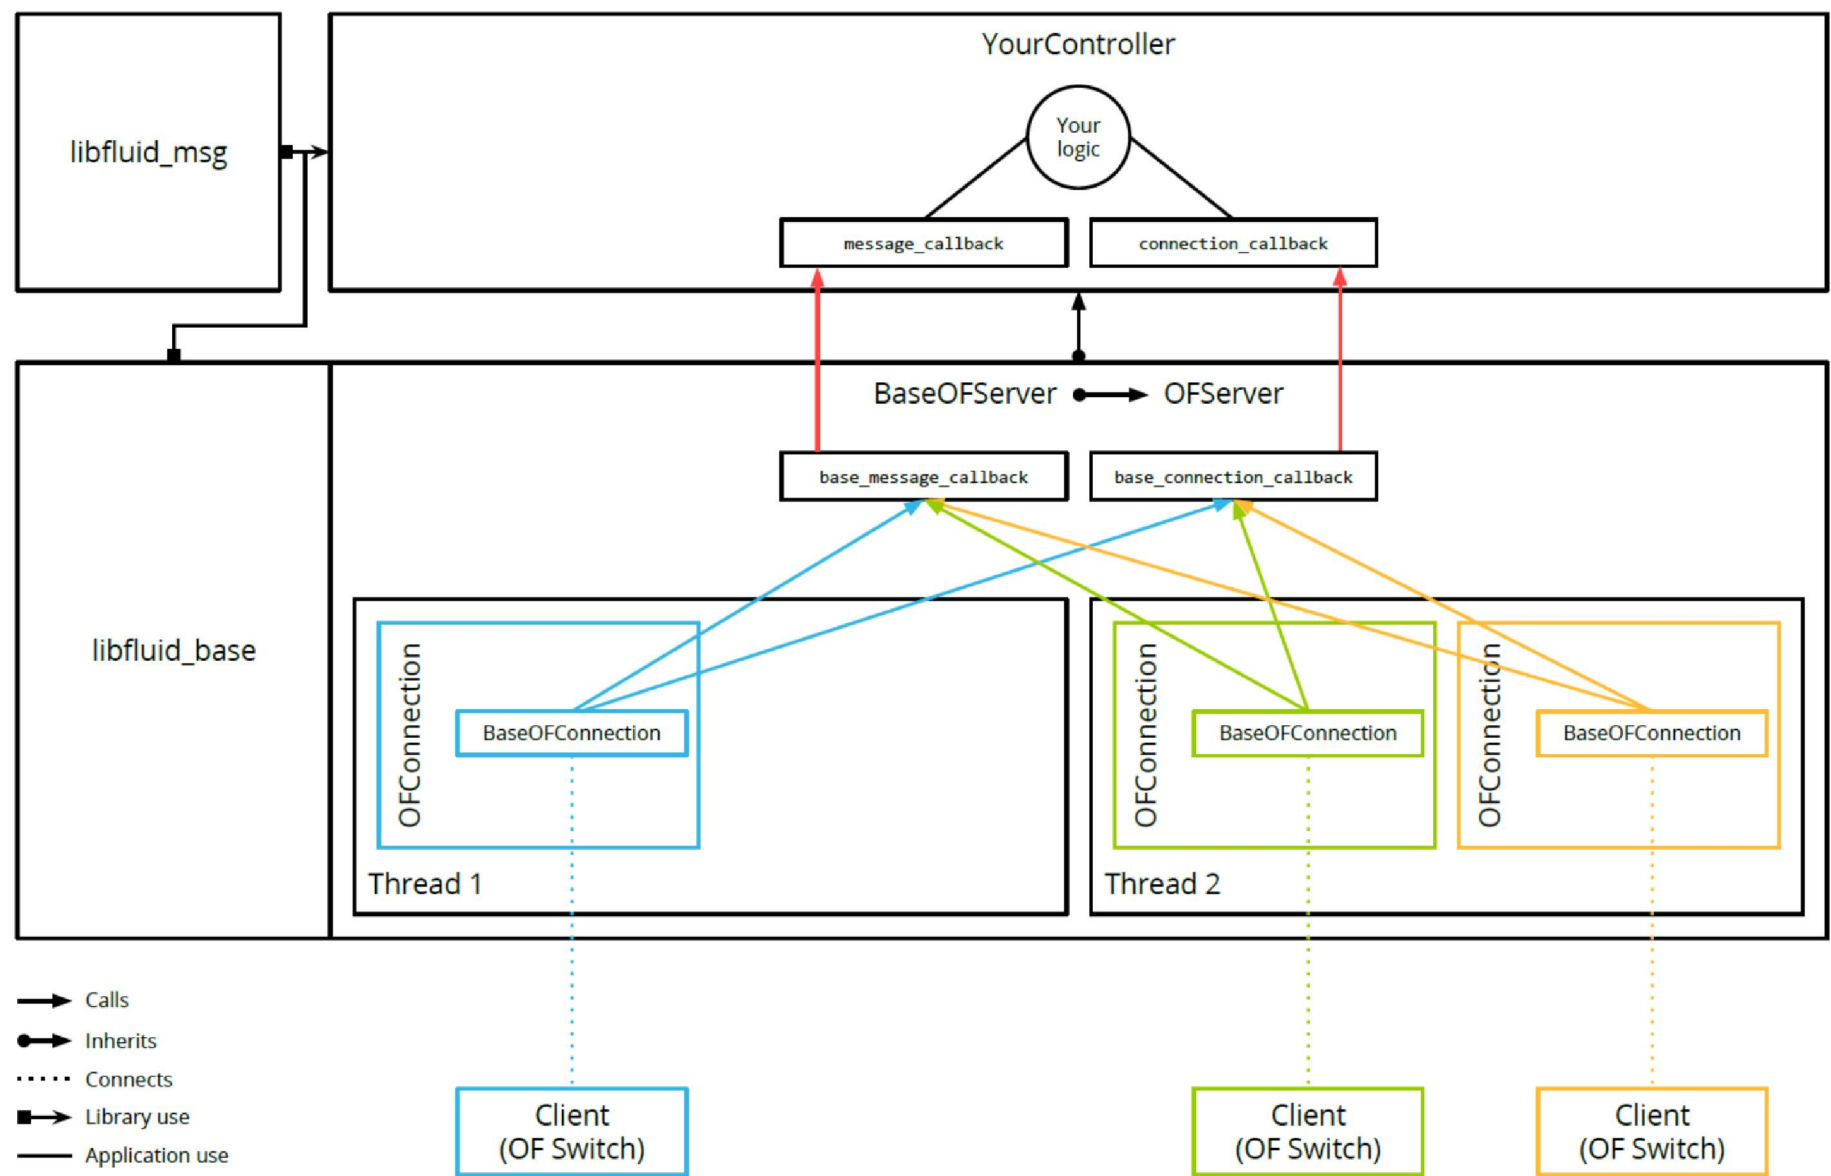 YourController
libfluid_msg
Your
logic
message_callback
connection_callback
BaseOFServer
OFServer
base_message_callback
base_connection_callback
libfluid_base
OFConnection
BaseOFConnection
OFConnection
BaseOFConnection
OFConnection
BaseOFConnection
Thread 1
Thread 2
Calls
Inherits
Connects
Library use
Application use
Client
(OF Switch)
Client
(OF Switch)
Client
(OF Switch)